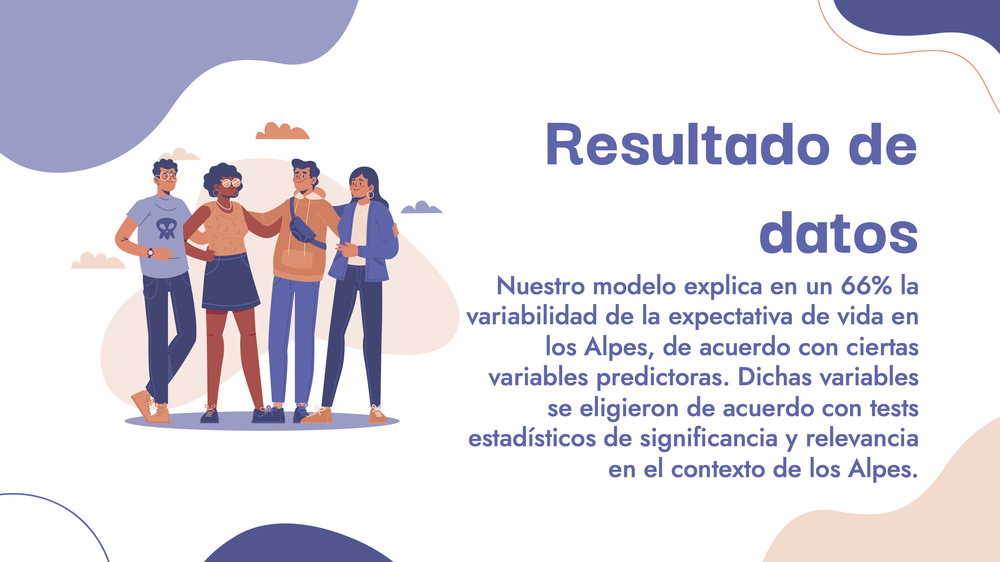 Resultado de
datos
Nuestro modelo explica en un 66% la
variabilidad de la expectativa de vida en
los Alpes, de acuerdo con ciertas
variables predictoras. Dichas variables
se eligieron de acuerdo con tests
estadísticos de significancia y relevancia
en el contexto de los Alpes.